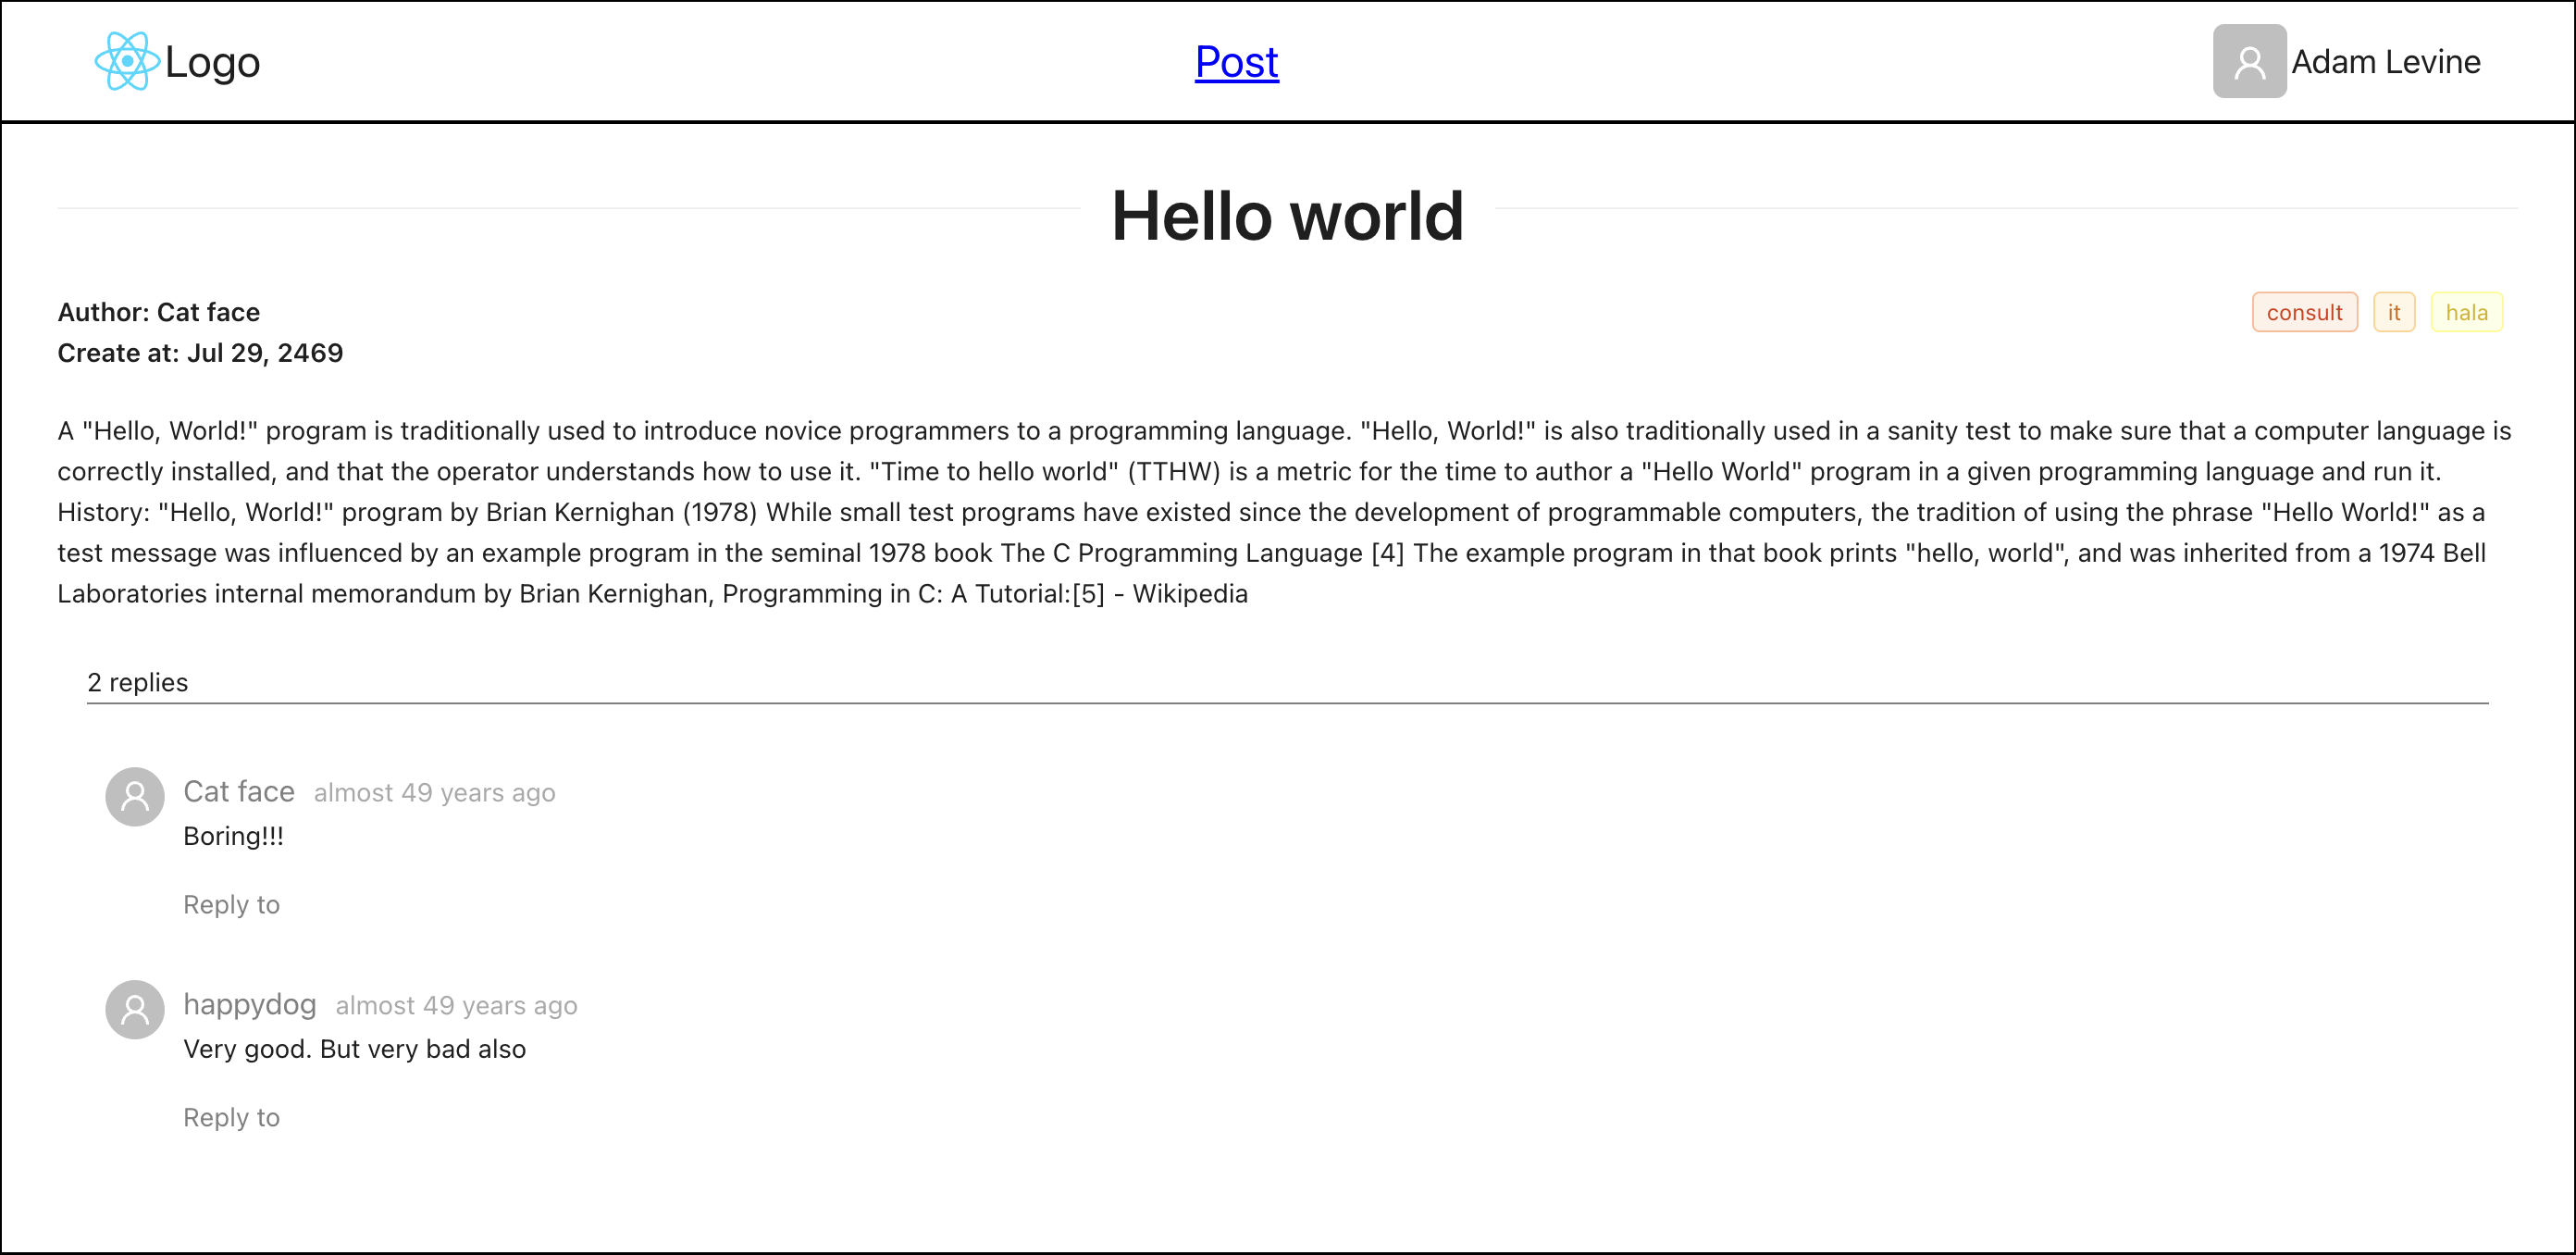 Logo
Post
Adam Levine
Hello world
Author: Cat face
consult it hala
Create at: Jul 29, 2469
A "Hello, World!" program is traditionally used to introduce novice programmers to a programming language. "Hello, World!" is also traditionally used in a sanity test to make sure that a computer language is
correctly installed, and that the operator understands how to use it. "Time to hello world" (TTHW) is a metric for the time to author a "Hello World" program in a given programming language and run it.
History: "Hello, World!" program by Brian Kernighan (1978) While small test programs have existed since the development of programmable computers, the tradition of using the phrase "Hello World!" as a
test message was influenced by an example program in the seminal 1978 book The C Programming Language [4] The example program in that book prints "hello, world", and was inherited from a 1974 Bell
Laboratories internal memorandum by Brian Kernighan, Programming in C: A Tutorial:[5] - Wikipedia
2 replies
Cat face almost 49 years ago
Boring!!!
Reply to
happydog almost 49 years ago
Very good. But very bad also
Reply to